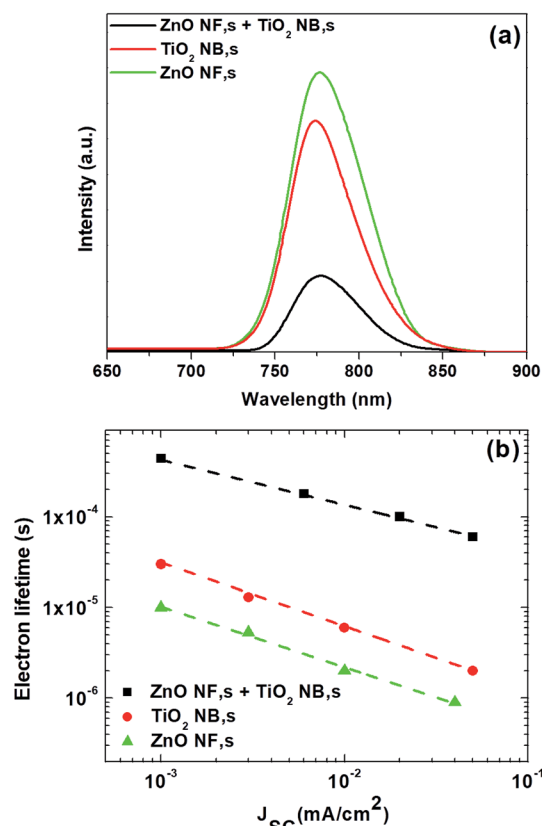 ZnO NF,s + TiO₂ NB,s
TiO₂ NB,s
ZnO NF,s
(a)
Intensity (a.u.)
650 700 750 800 850 900
Wavelength (nm)
(b)
Electron lifetime (s)
1x10⁻⁴
1x10⁻⁵
10⁻⁶
ZnO NF,s + TiO₂ NB,s
TiO₂ NB,s
ZnO NF,s
10⁻³ 10⁻² 10⁻¹
J_SC(mA/cm²)